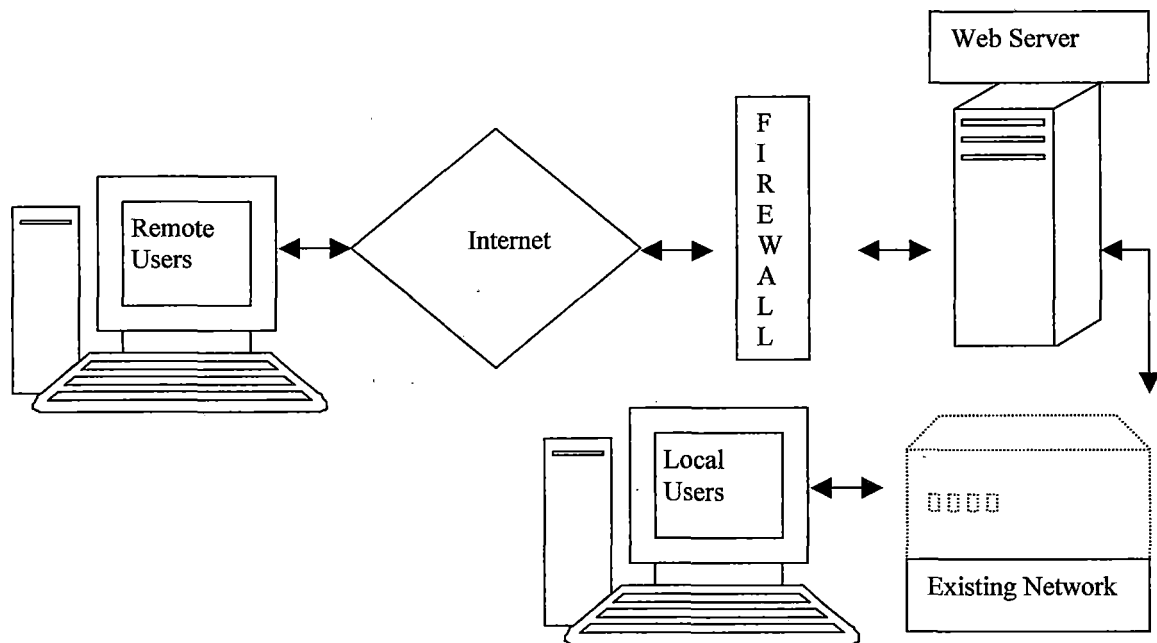 Web Server
F
I
R
E
W
A
L
L
Remote
Users
Internet
Local
Users
Existing Network